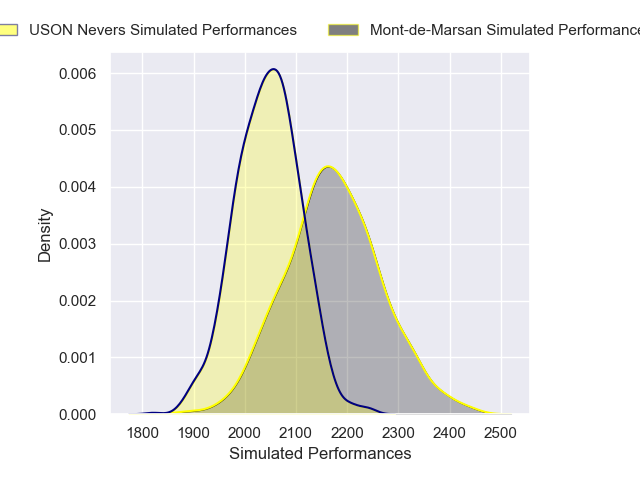 USON Nevers Simulated Performances
Mont-de-Marsan Simulated Performance
0.006
0.005
0.004
0.003
0.002
0.001
0.000
Density
1800 1900 2000 2100 2200 2300 2400 2500
Simulated Performances